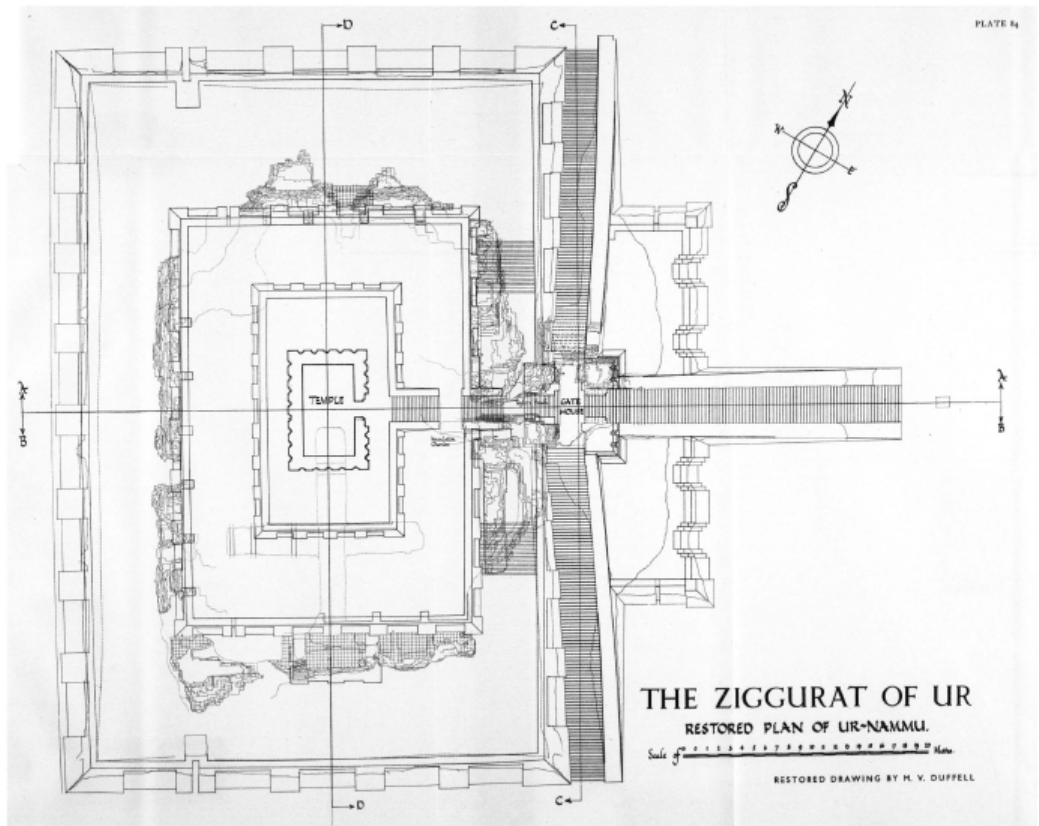 PLATE 84
D
C
N
W
E
S
TEMPLE
GATE
HOUSE
A
B
A
B
D
C
THE ZIGGURAT OF UR
RESTORED PLAN OF UR-NAMMU.
Scale of
Metres
RESTORED DRAWING BY M. V. DUFFELL